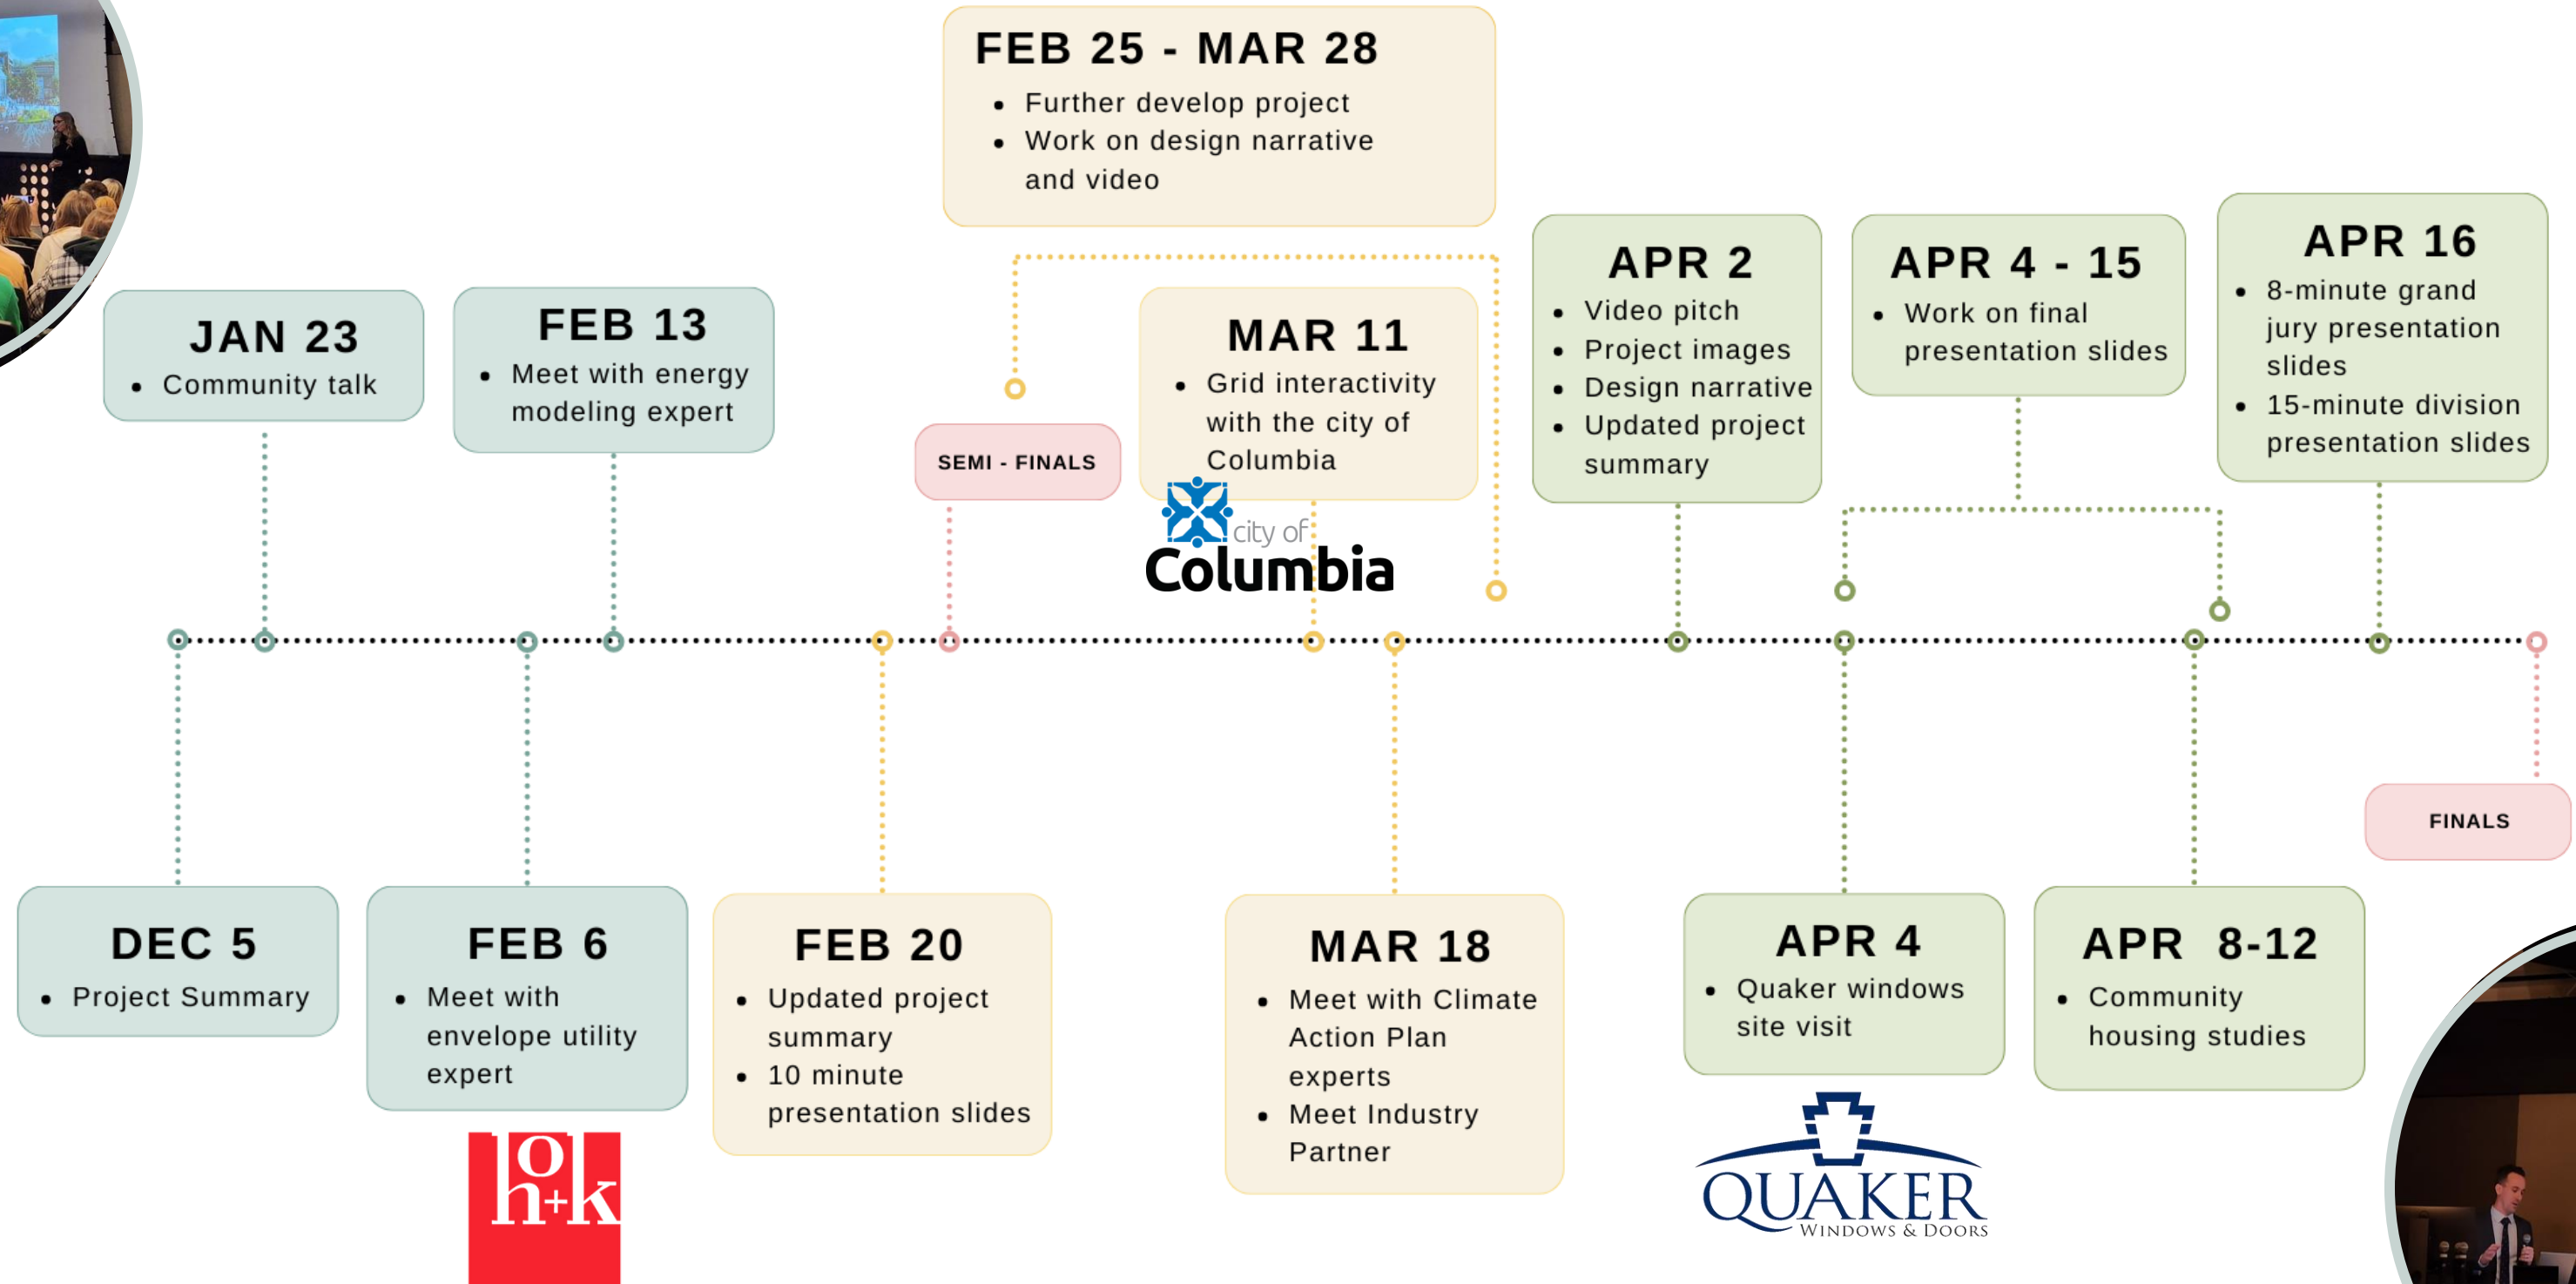 FEB 25 - MAR 28
Further develop project
Work on design narrative
and video
JAN 23
Community talk
FEB 13
Meet with energy
modeling expert
SEMI - FINALS
MAR 11
Grid interactivity
with the city of
Columbia
city of
Columbia
APR 2
Video pitch
Project images
Design narrative
Updated project
summary
APR 4 - 15
Work on final
presentation slides
APR 16
8-minute grand
jury presentation
slides
15-minute division
presentation slides
DEC 5
Project Summary
FEB 6
Meet with
envelope utility
expert
ho+k
FEB 20
Updated project
summary
10 minute
presentation slides
MAR 18
Meet with Climate
Action Plan
experts
Meet Industry
Partner
APR 4
Quaker windows
site visit
QUAKER
WINDOWS & DOORS
APR 8-12
Community
housing studies
FINALS